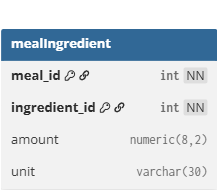 mealIngredient
meal_id int NN
ingredient_id int NN
amount numeric(8,2)
unit varchar(30)